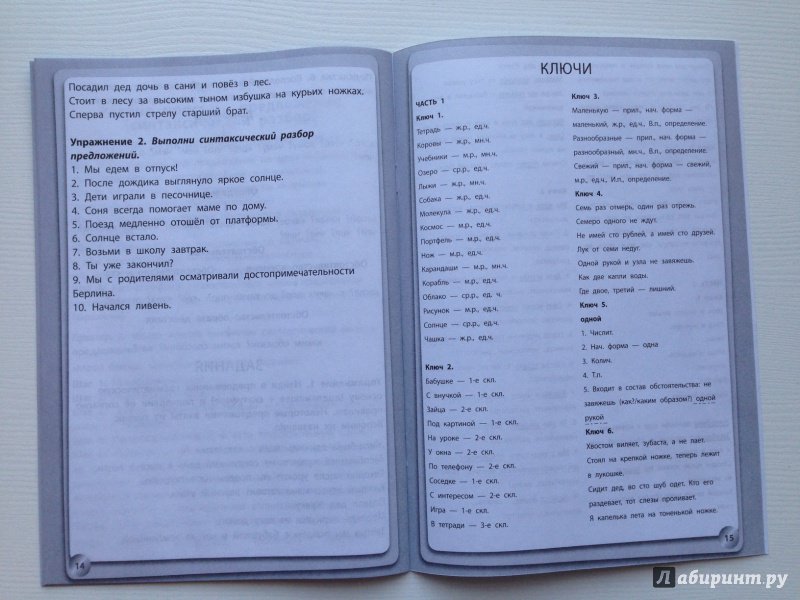 Посадил дед дочь в сани и повёз в лес.
Стоит в лесу за высоким тыном избушка на курьих ножках.
Сперва пустил стрелу старший брат.
Упражнение 2. Выполни синтаксический разбор
предложений.
1. Мы едем в отпуск!
2. После дождика выглянуло яркое солнце.
3. Дети играли в песочнице.
4. Соня всегда помогает маме по дому.
5. Поезд медленно отошёл от платформы.
6. Солнце встало.
7. Возьми в школу завтрак.
8. Ты уже закончил?
9. Мы с родителями осматривали достопримечательности
Берлина.
10. Начался ливень.
14
КЛЮЧИ
ЧАСТЬ 1
Ключ 1.
Тетрадь — ж.р., ед.ч.
Коровы — ж.р., мн.ч.
Учебники — м.р., мн.ч.
Озеро — ср.р., ед.ч.
Лыжи — ж.р., мн.ч.
Собака — ж.р., ед.ч.
Молекула — ж.р., ед.ч.
Космос — м.р., ед.ч.
Портфель — м.р., ед.ч.
Нож — м.р., ед.ч.
Карандаши — м.р., мн.ч.
Корабль — м.р., ед.ч.
Облако — ср.р., ед. ч.
Рисунок — м.р., ед.ч.
Солнце — ср.р., ед.ч.
Чашка — ж.р., ед.ч.
Ключ 2.
Бабушке — 1-е скл.
С внучкой — 1-е скл.
Зайца — 2-е скл.
Под картиной — 1-е скл.
На уроке — 2-е скл.
У окна — 2-е скл.
По телефону — 2-е скл.
Соседке — 1-е скл.
С интересом — 2-е скл.
Игра — 1-е скл.
В тетради — 3-е скл.
Ключ 3.
Маленькую — прил., нач. форма —
маленький, ж.р., ед.ч., В.п., определение.
Разнообразные — прил., нач. форма —
разнообразный, мн.ч., В.п., определение.
Свежий — прил., нач. форма — свежий,
м.р., ед.ч., И.п., определение.
Ключ 4.
Семь раз отмерь, один раз отрежь.
Семеро одного не ждут.
Не имей сто рублей, а имей сто друзей.
Лук от семи недуг.
Одной рукой и узла не завяжешь.
Как две капли воды.
Где двое, третий — лишний.
Ключ 5.
одной
1. Числит.
2. Нач. форма — одна
3. Колич.
4. Т.п.
5. Входит в состав обстоятельства: не
завяжешь (как?/каким образом?) одной
рукой
Ключ 6.
Хвостом виляет, зубаста, а не лает.
Стоял на крепкой ножке, теперь лежит
в лукошке.
Сидит дед, во сто шуб одет. Кто его
раздевает, тот слезы проливает.
Я капелька лета на тоненькой ножке.
15
Лабиринт.ру